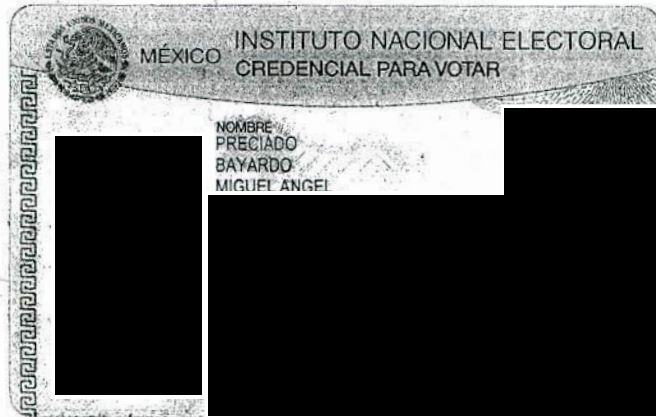 MÉXICO
INSTITUTO NACIONAL ELECTORAL
CREDENCIAL PARA VOTAR
NOMBRE
PRECIADO
BAYARDO
MIGUEL ANGEL